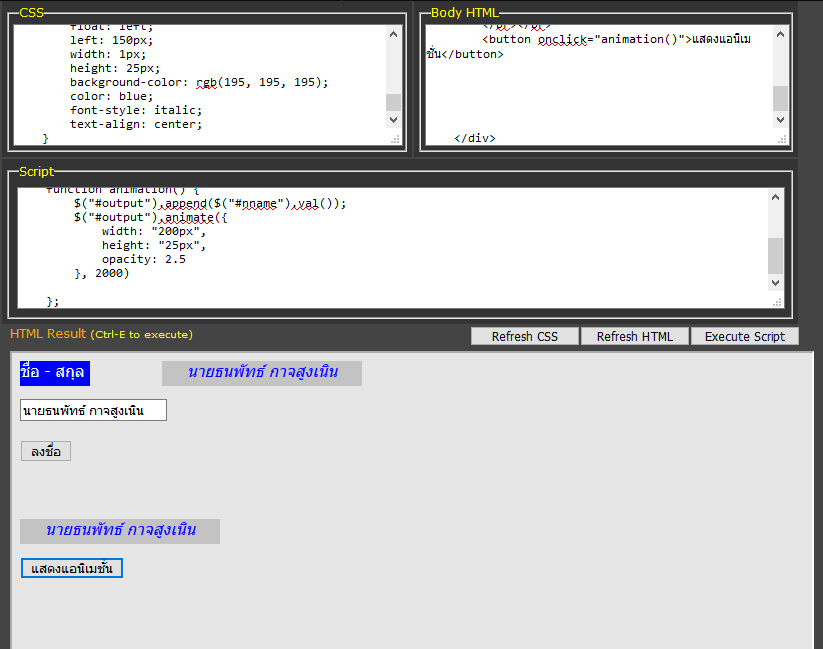 CSS
float: left;
left: 150px;
width: 1px;
height: 25px;
background-color: rgb(195, 195, 195);
color: blue;
font-style: italic;
text-align: center;
}
Body HTML
</br></br>
<button onclick="animation()">แสดงแอนิเม
ชั่น</button>
</div>
Script
function animation() {
$("#output").append($("#nname").val());
$("#output").animate({
width: "200px",
height: "25px",
opacity: 2.5
}, 2000)
};
HTML Result (Ctrl-E to execute)
Refresh CSS
Refresh HTML
Execute Script
ชื่อ - สกุล
นายธนพัทธ์ กาจสูงเนิน
นายธนพัทธ์ กาจสูงเนิน
ลงชื่อ
นายธนพัทธ์ กาจสูงเนิน
แสดงแอนิเมชั่น